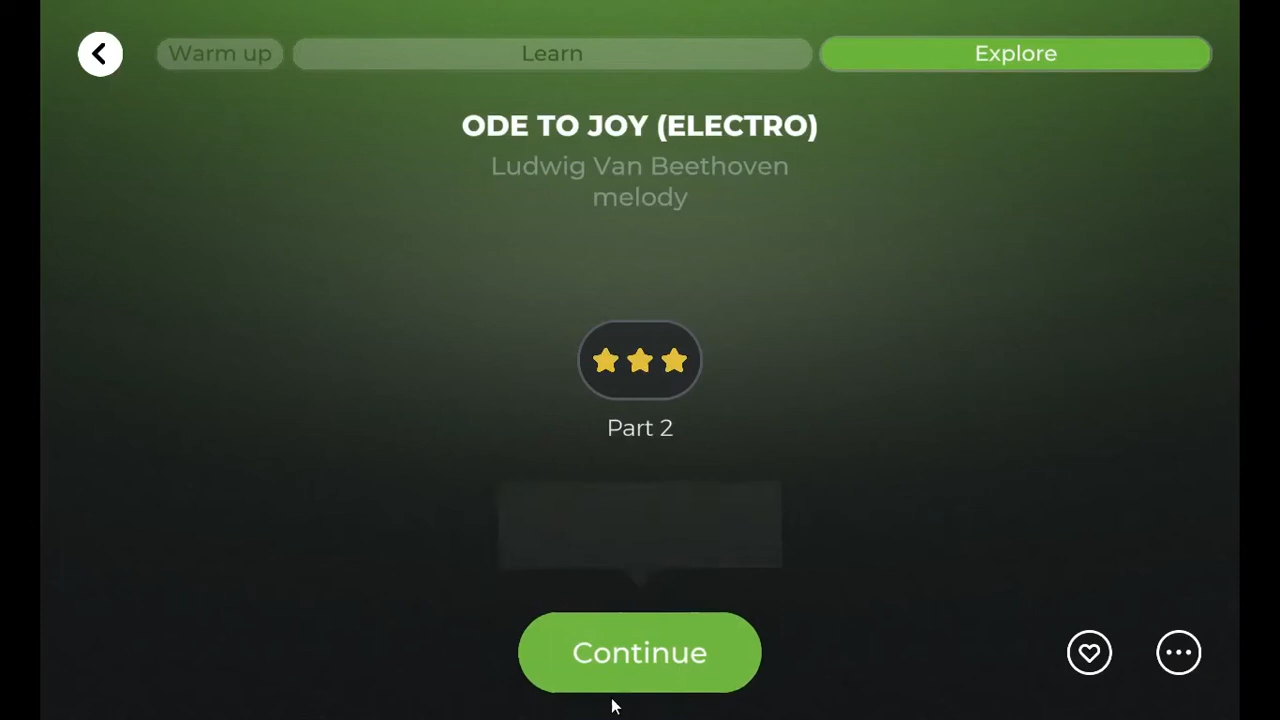 Warm up
Learn
Explore
ODE TO JOY (ELECTRO)
Ludwig Van Beethoven
melody
Part 2
Continue